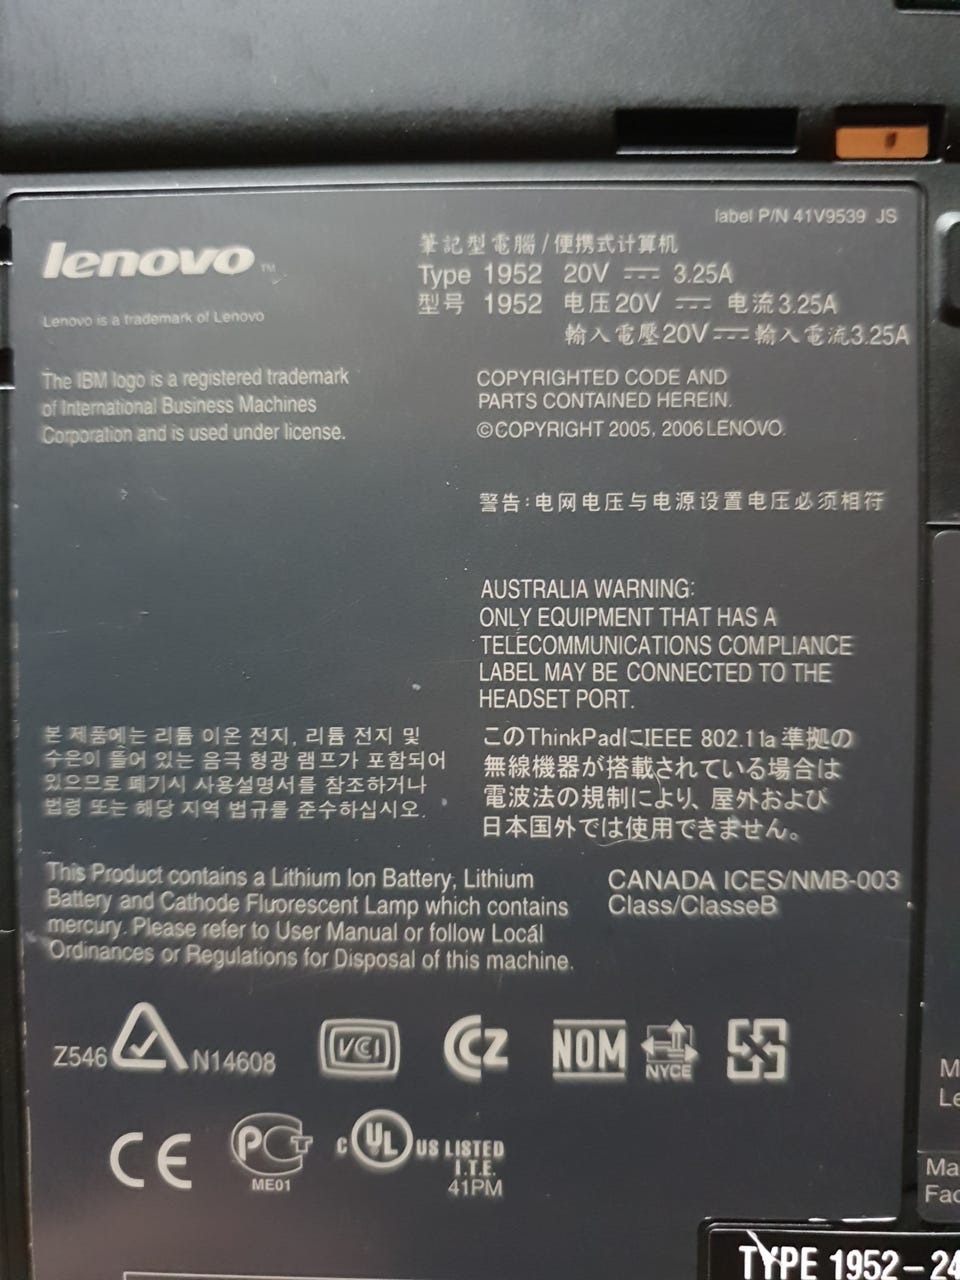 label P/N 41V9539 JS
lenovo™
Lenovo is a trademark of Lenovo
筆記型電腦/便携式计算机
Type 1952 20V ⎓ 3.25A
型号 1952 电压20V ⎓ 电流3.25A
輸入電壓20V⎓輸入電流3.25A
The IBM logo is a registered trademark
of International Business Machines
Corporation and is used under license.
COPYRIGHTED CODE AND
PARTS CONTAINED HEREIN.
©COPYRIGHT 2005, 2006 LENOVO.
警告:电网电压与电源设置电压必须相符
AUSTRALIA WARNING:
ONLY EQUIPMENT THAT HAS A
TELECOMMUNICATIONS COMPLIANCE
LABEL MAY BE CONNECTED TO THE
HEADSET PORT.
본 제품에는 리튬 이온 전지, 리튬 전지 및
수은이 들어 있는 음극 형광 램프가 포함되어
있으므로 폐기시 사용설명서를 참조하거나
법령 또는 해당 지역 법규를 준수하십시오.
このThinkPadにIEEE 802.11a 準拠の
無線機器が搭載されている場合は
電波法の規制により、屋外および
日本国外では使用できません。
This Product contains a Lithium Ion Battery, Lithium
Battery and Cathode Fluorescent Lamp which contains
mercury. Please refer to User Manual or follow Local
Ordinances or Regulations for Disposal of this machine.
CANADA ICES/NMB-003
Class/ClasseB
Z546 N14608 VCI CZ NOM NYCE
CE PCT ME01 C UL US LISTED
I.T.E.
41PM
TYPE 1952-24